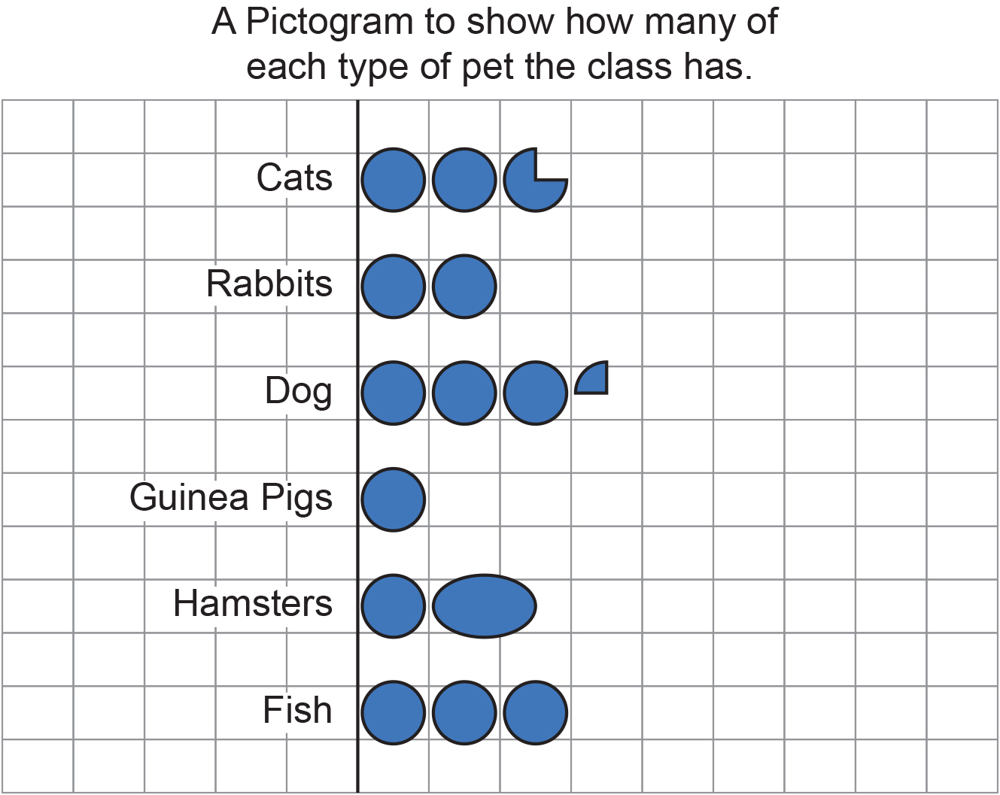 A Pictogram to show how many of
each type of pet the class has.
Cats
Rabbits
Dog
Guinea Pigs
Hamsters
Fish